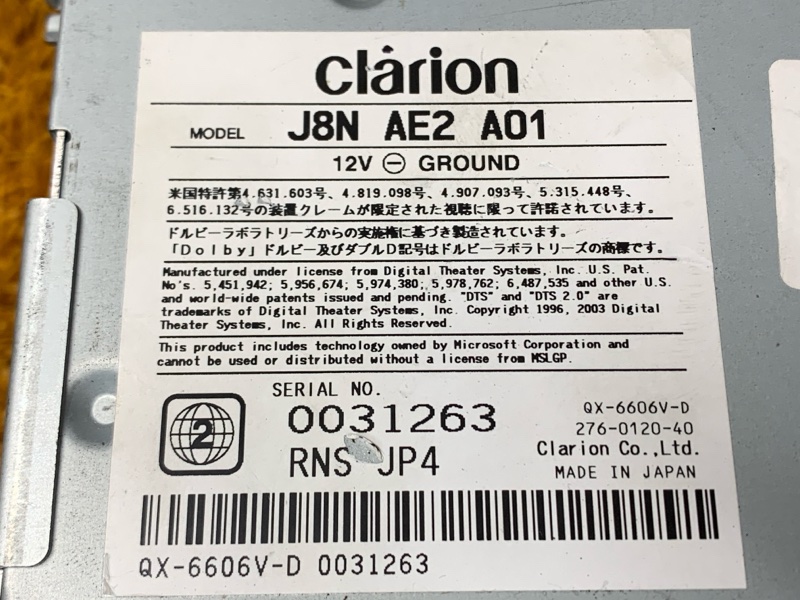 clarion
MODEL J8N AE2 A01
12V ⊖ GROUND
米国特許第4.631.603号、4.819.098号、4.907.093号、5.315.448号、
6.516.132号の装置クレームが限定された視聴に限って許諾されています。
ドルビーラボラトリーズからの実施権に基づき製造されています。
「Dolby」ドルビー及びダブルD記号はドルビーラボラトリーズの商標です。
Manufactured under license from Digital Theater Systems, Inc. U.S. Pat.
No's. 5,451,942; 5,956,674; 5,974,380; 5,978,762; 6,487,535 and other U.S.
and world-wide patents issued and pending. "DTS" and "DTS 2.0" are
trademarks of Digital Theater Systems, Inc. Copyright 1996, 2003 Digital
Theater Systems, Inc. All Rights Reserved.
This product includes technology owned by Microsoft Corporation and
cannot be used or distributed without a license from MSLGP.
2
SERIAL NO.
0031263
RNS JP4
QX-6606V-D
276-0120-40
Clarion Co.,Ltd.
MADE IN JAPAN
QX-6606V-D 0031263